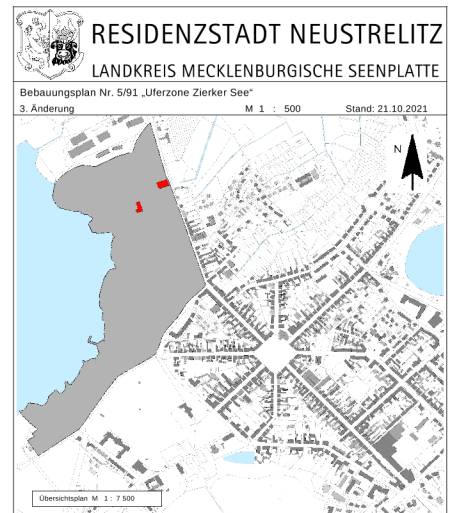 RESIDENZSTADT NEUSTRELITZ
LANDKREIS MECKLENBURGISCHE SEENPLATTE
Bebauungsplan Nr. 5/91 „Uferzone Zierker See“
3. Änderung M 1 : 500 Stand: 21.10.2021
N
Übersichtsplan M 1 : 7 500